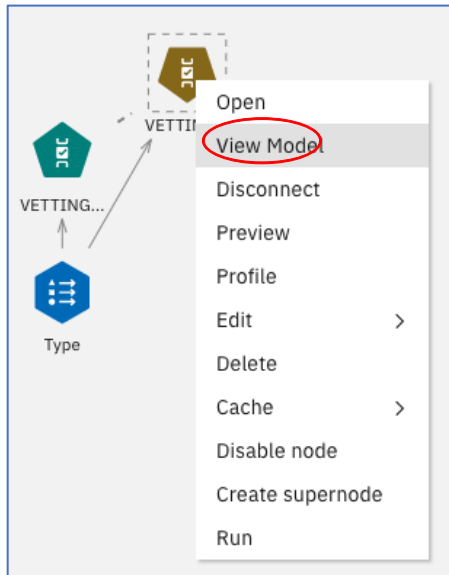 VETTI
Open
View Model
Disconnect
Preview
Profile
Edit
Delete
Cache
Disable node
Create supernode
Run
VETTING...
Type